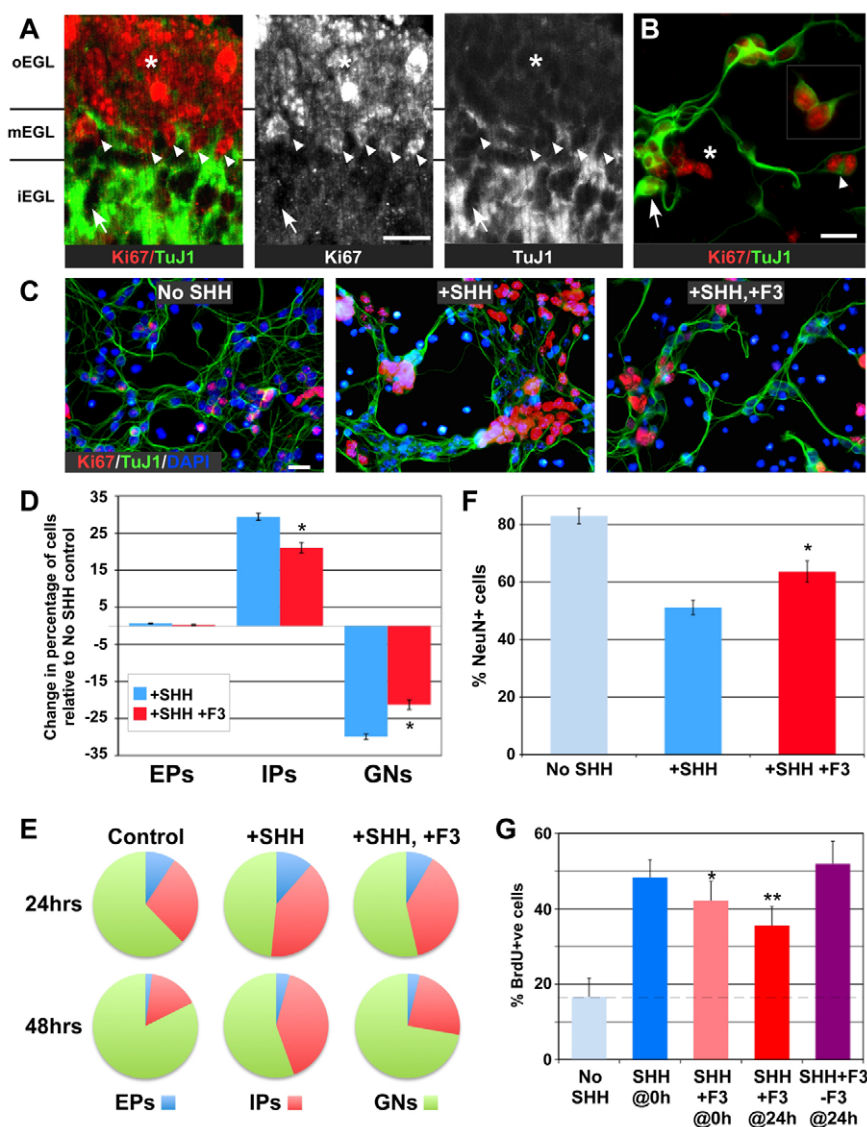 A
oEGL
mEGL
iEGL
*
*
*
Ki67/TuJ1
Ki67
TuJ1
B
*
Ki67/TuJ1
C
No SHH
+SHH
+SHH,+F3
Ki67/TuJ1/DAPI
D
Change in percentage of cells
relative to No SHH control
35
25
15
5
-5
-15
-25
-35
*
*
+SHH
+SHH +F3
EPs
IPs
GNs
F
% NeuN+ cells
80
60
40
20
0
*
No SHH
+SHH
+SHH +F3
E
Control
+SHH
+SHH, +F3
24hrs
48hrs
EPs
IPs
GNs
G
% BrdU+ve cells
60
40
20
0
*
**
No
SHH
SHH
@0h
SHH
+F3
@0h
SHH
+F3
@24h
SHH+F3
-F3
@24h